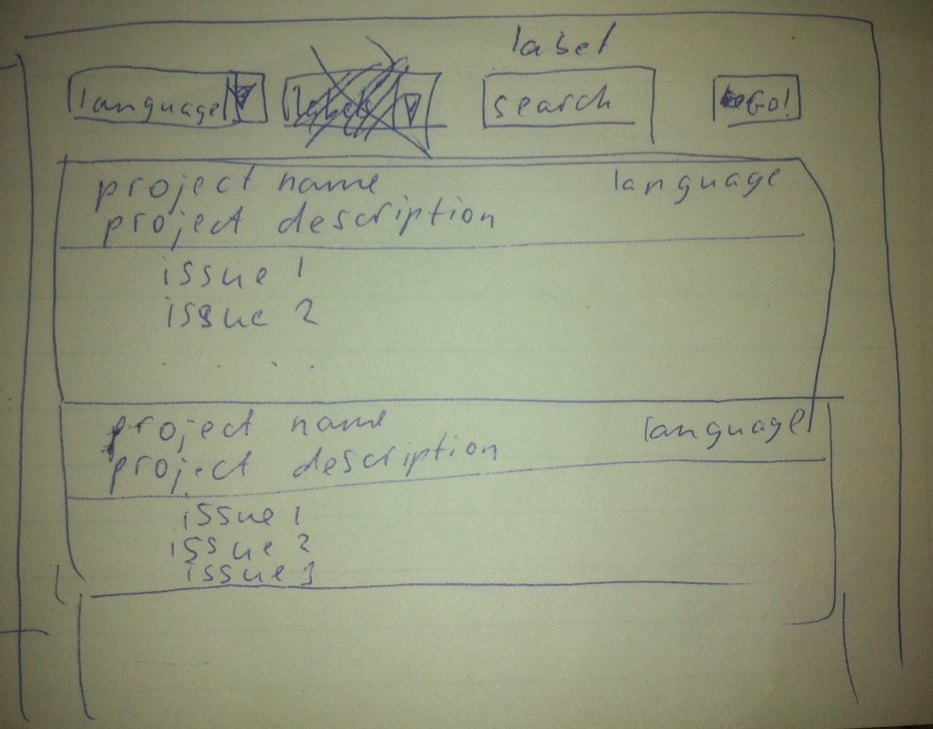 label
language search Go!
project name language
project description
issue 1
issue 2
. . . .
project name language
project description
issue 1
issue 2
issue 3